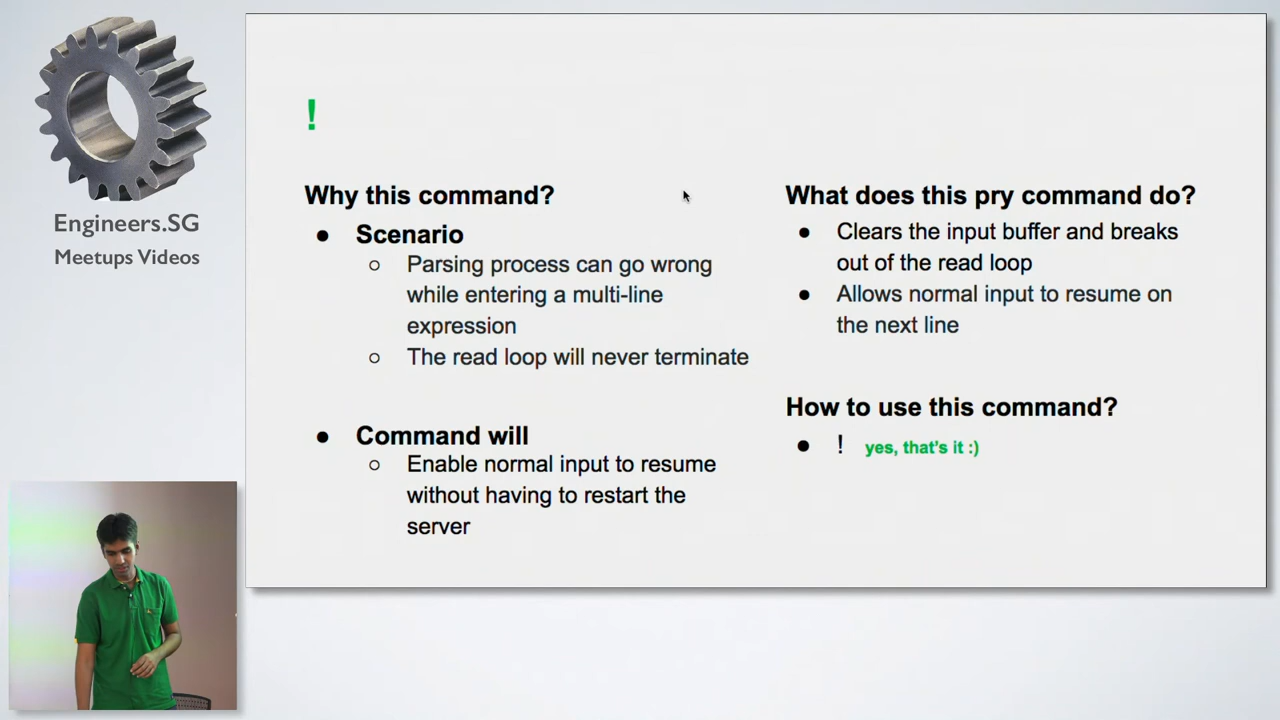 Engineers.SG
Meetups Videos
!
Why this command?
● Scenario
○ Parsing process can go wrong
while entering a multi-line
expression
○ The read loop will never terminate
● Command will
○ Enable normal input to resume
without having to restart the
server
What does this pry command do?
● Clears the input buffer and breaks
out of the read loop
● Allows normal input to resume on
the next line
How to use this command?
● ! yes, that's it :)